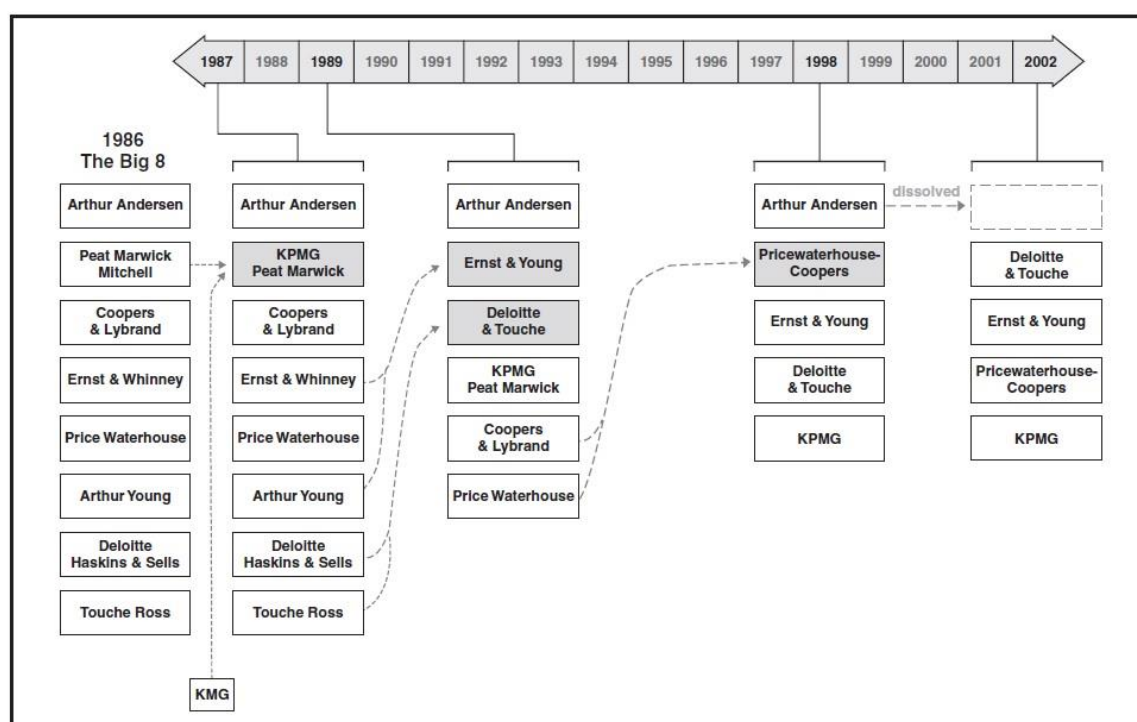 1987 1988 1989 1990 1991 1992 1993 1994 1995 1996 1997 1998 1999 2000 2001 2002
1986
The Big 8
Arthur Andersen
Peat Marwick
Mitchell
Coopers
& Lybrand
Ernst & Whinney
Price Waterhouse
Arthur Young
Deloitte
Haskins & Sells
Touche Ross
KMG
Arthur Andersen
KPMG
Peat Marwick
Coopers
& Lybrand
Ernst & Whinney
Price Waterhouse
Arthur Young
Deloitte
Haskins & Sells
Touche Ross
Arthur Andersen
Ernst & Young
Deloitte
& Touche
KPMG
Peat Marwick
Coopers
& Lybrand
Price Waterhouse
Arthur Andersen
Pricewaterhouse-
Coopers
Ernst & Young
Deloitte
& Touche
KPMG
dissolved
Deloitte
& Touche
Ernst & Young
Pricewaterhouse-
Coopers
KPMG